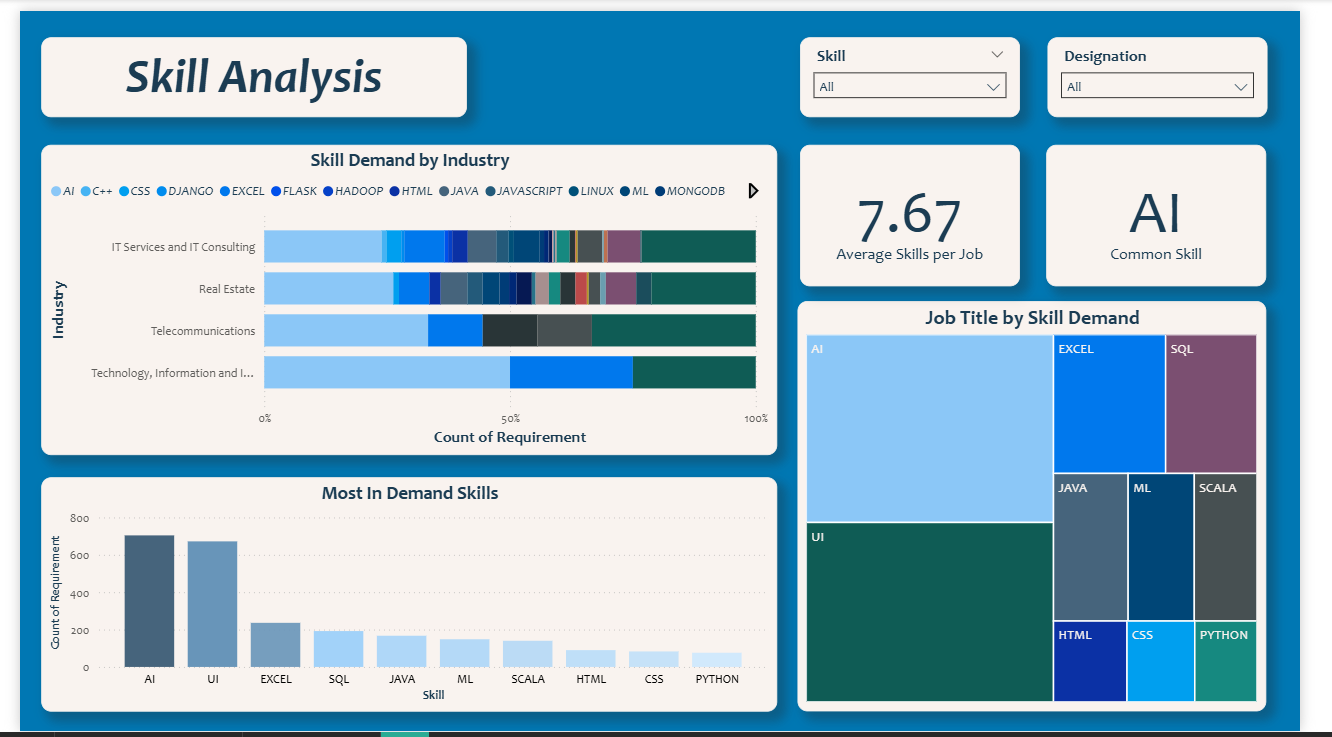 Skill Analysis
Skill
All
Designation
All
Skill Demand by Industry
AI C++ CSS DJANGO EXCEL FLASK HADOOP HTML JAVA JAVASCRIPT LINUX ML MONGODB
Industry
IT Services and IT Consulting
Real Estate
Telecommunications
Technology, Information and I...
0% 50% 100%
Count of Requirement
7.67
Average Skills per Job
AI
Common Skill
Most In Demand Skills
Count of Requirement
800
600
400
200
0
AI UI EXCEL SQL JAVA ML SCALA HTML CSS PYTHON
Skill
Job Title by Skill Demand
AI EXCEL SQL
JAVA ML SCALA
UI
HTML CSS PYTHON